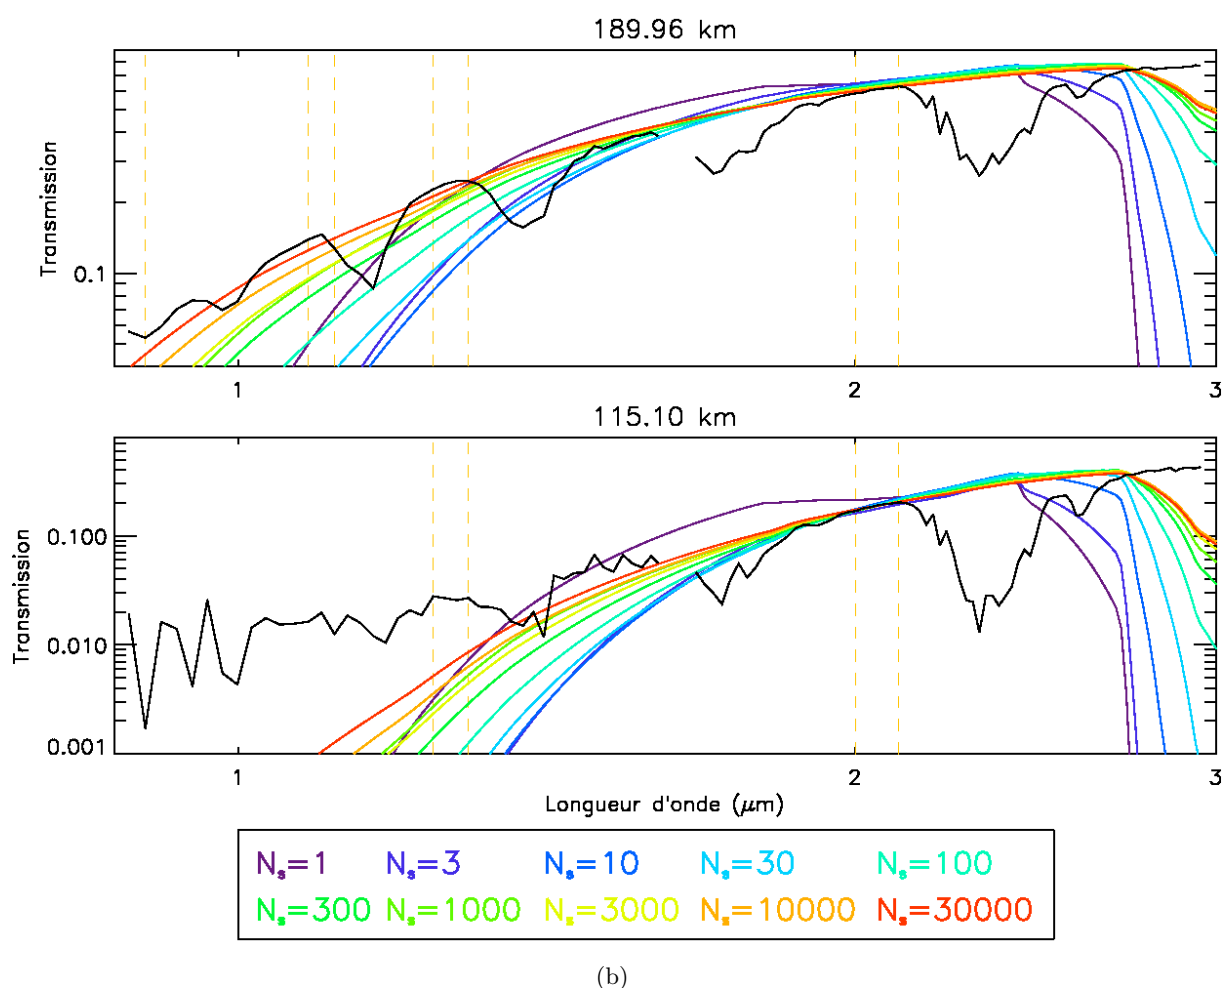 189.96 km
Transmission
0.1
1 2 3
115.10 km
Transmission
0.100
0.010
0.001
1 2 3
Longueur d'onde (μm)
Nₛ=1 Nₛ=3 Nₛ=10 Nₛ=30 Nₛ=100
Nₛ=300 Nₛ=1000 Nₛ=3000 Nₛ=10000 Nₛ=30000
(b)